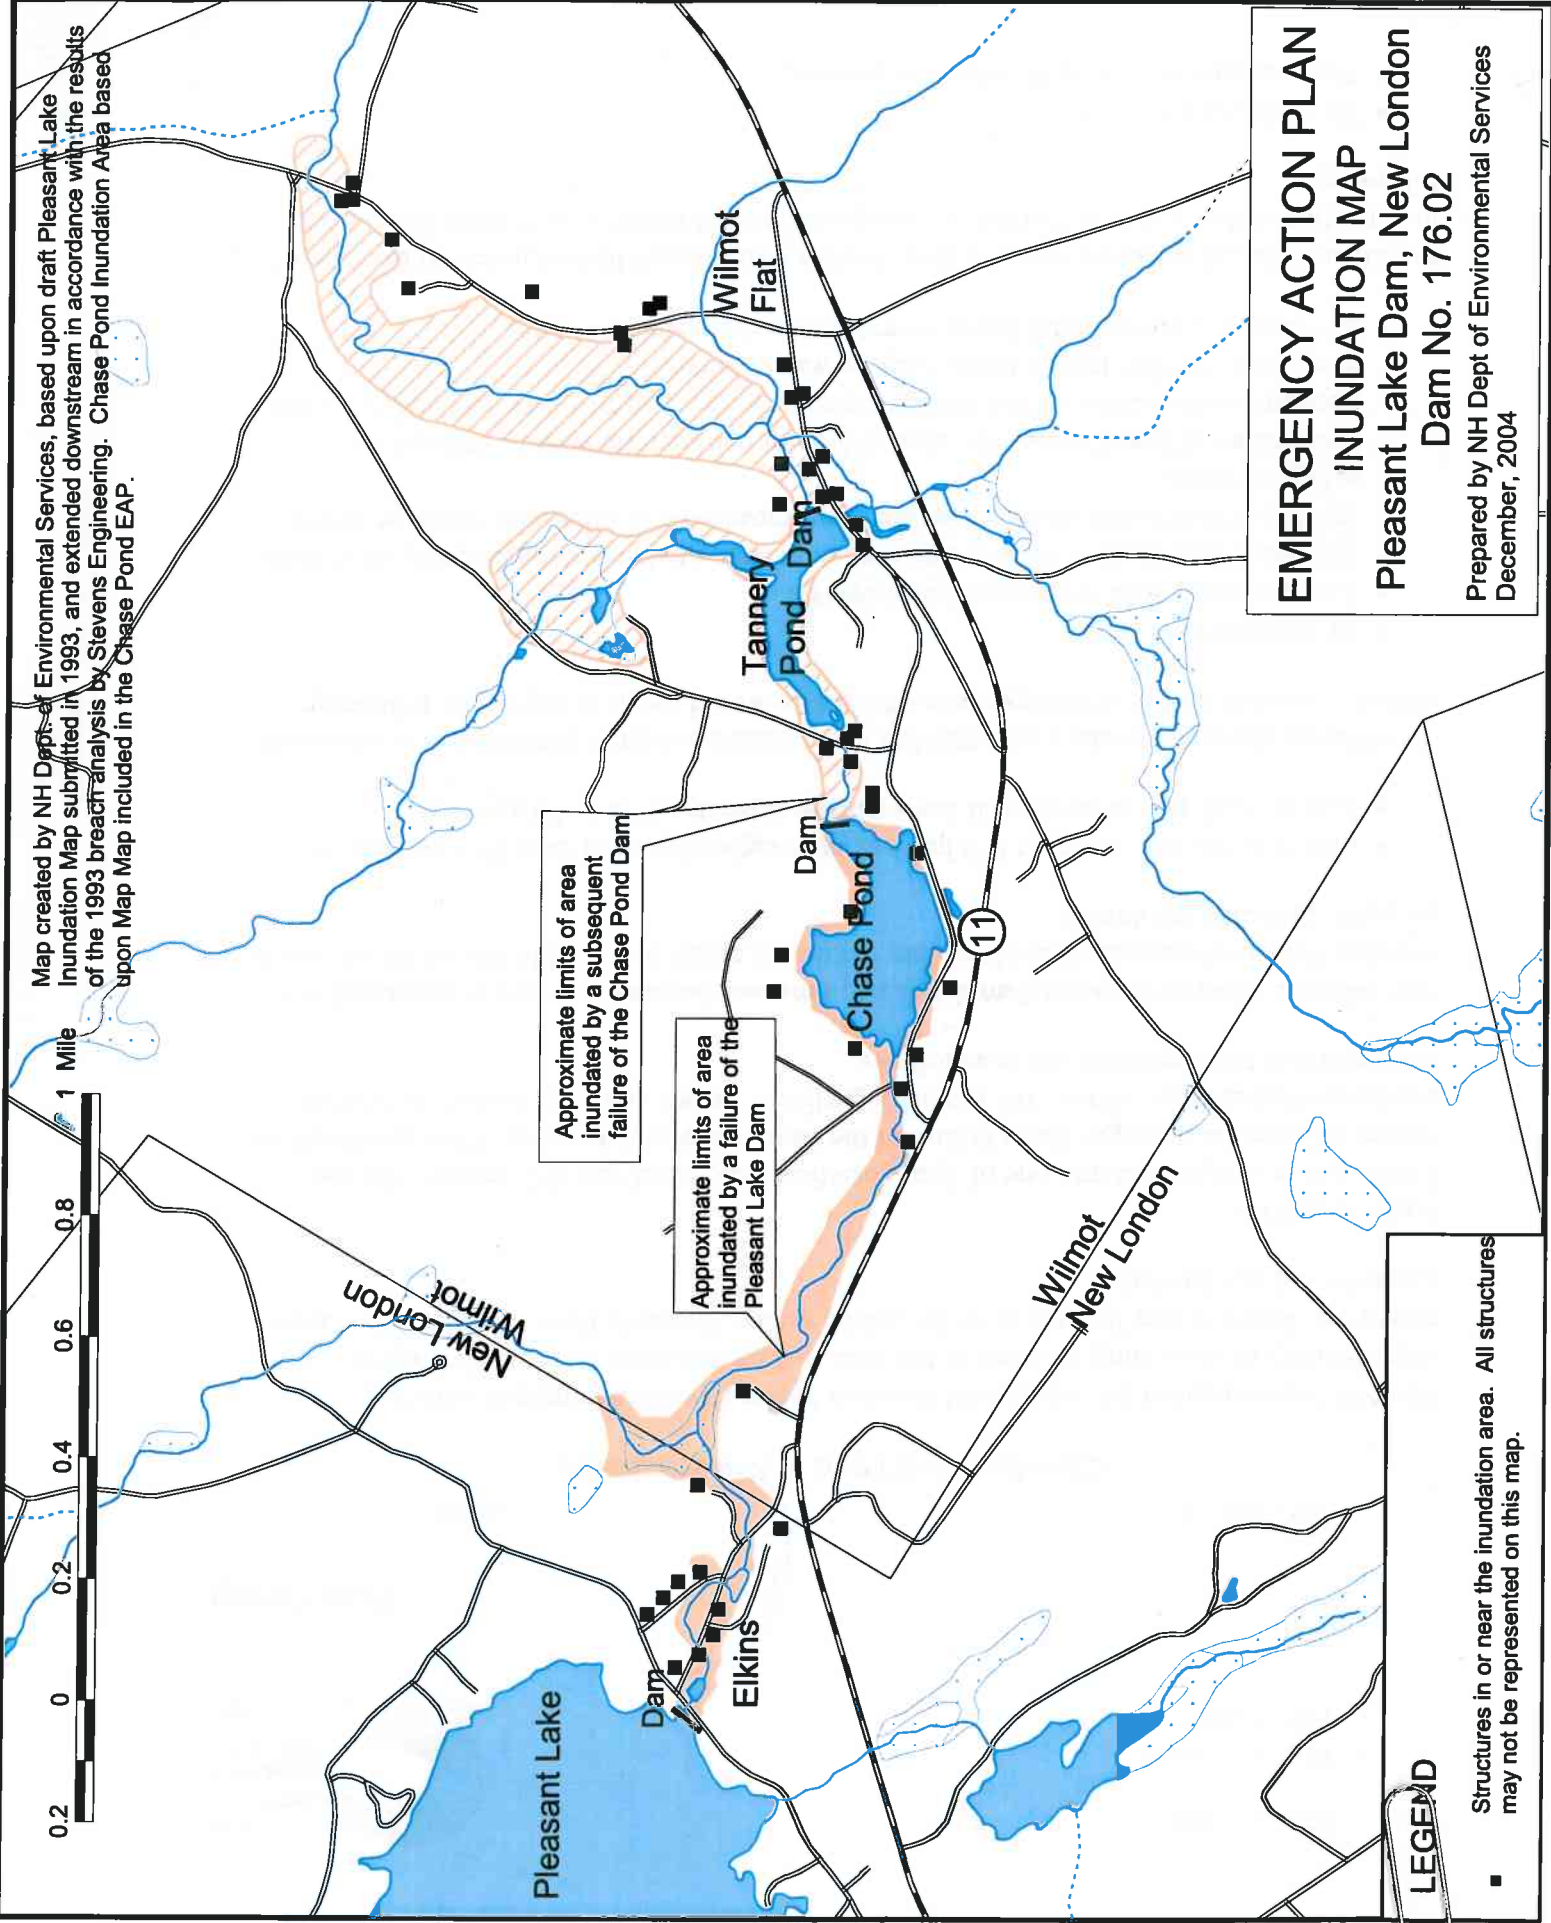 Map created by NH Dept. of Environmental Services, based upon draft Pleasant Lake
Inundation Map submitted in 1993, and extended downstream in accordance with the results
of the 1993 breach analysis by Stevens Engineering. Chase Pond Inundation Area based
upon Map Map included in the Chase Pond EAP.
0.2 0 0.2 0.4 0.6 0.8 1 Mile
New London
Wilmot
Approximate limits of area
inundated by a subsequent
failure of the Chase Pond Dam
Approximate limits of area
inundated by a failure of the
Pleasant Lake Dam
Pleasant Lake
Dam
Elkins
Dam
Chase Pond
Tannery
Pond
Dam
Wilmot
Flat
11
Wilmot
New London
EMERGENCY ACTION PLAN
INUNDATION MAP
Pleasant Lake Dam, New London
Dam No. 176.02
Prepared by NH Dept of Environmental Services
December, 2004
LEGEND
Structures in or near the inundation area. All structures
may not be represented on this map.